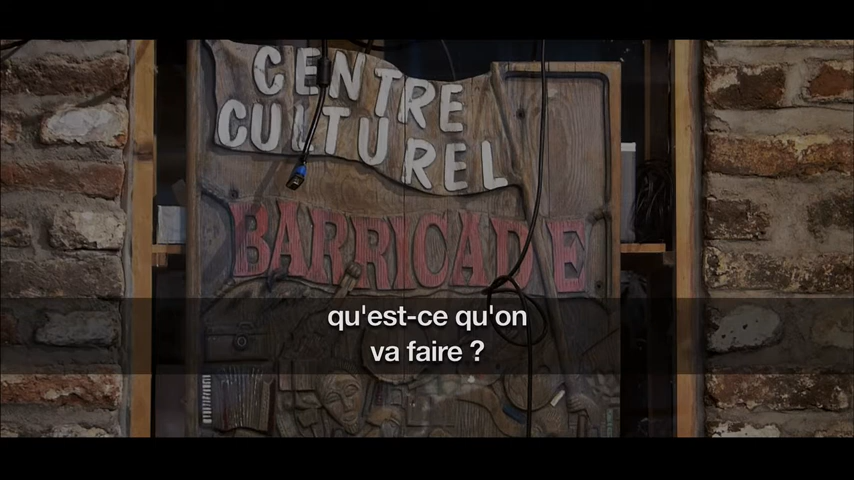 CENTRE
CULTUREL
BARRICADE
qu'est-ce qu'on
va faire ?